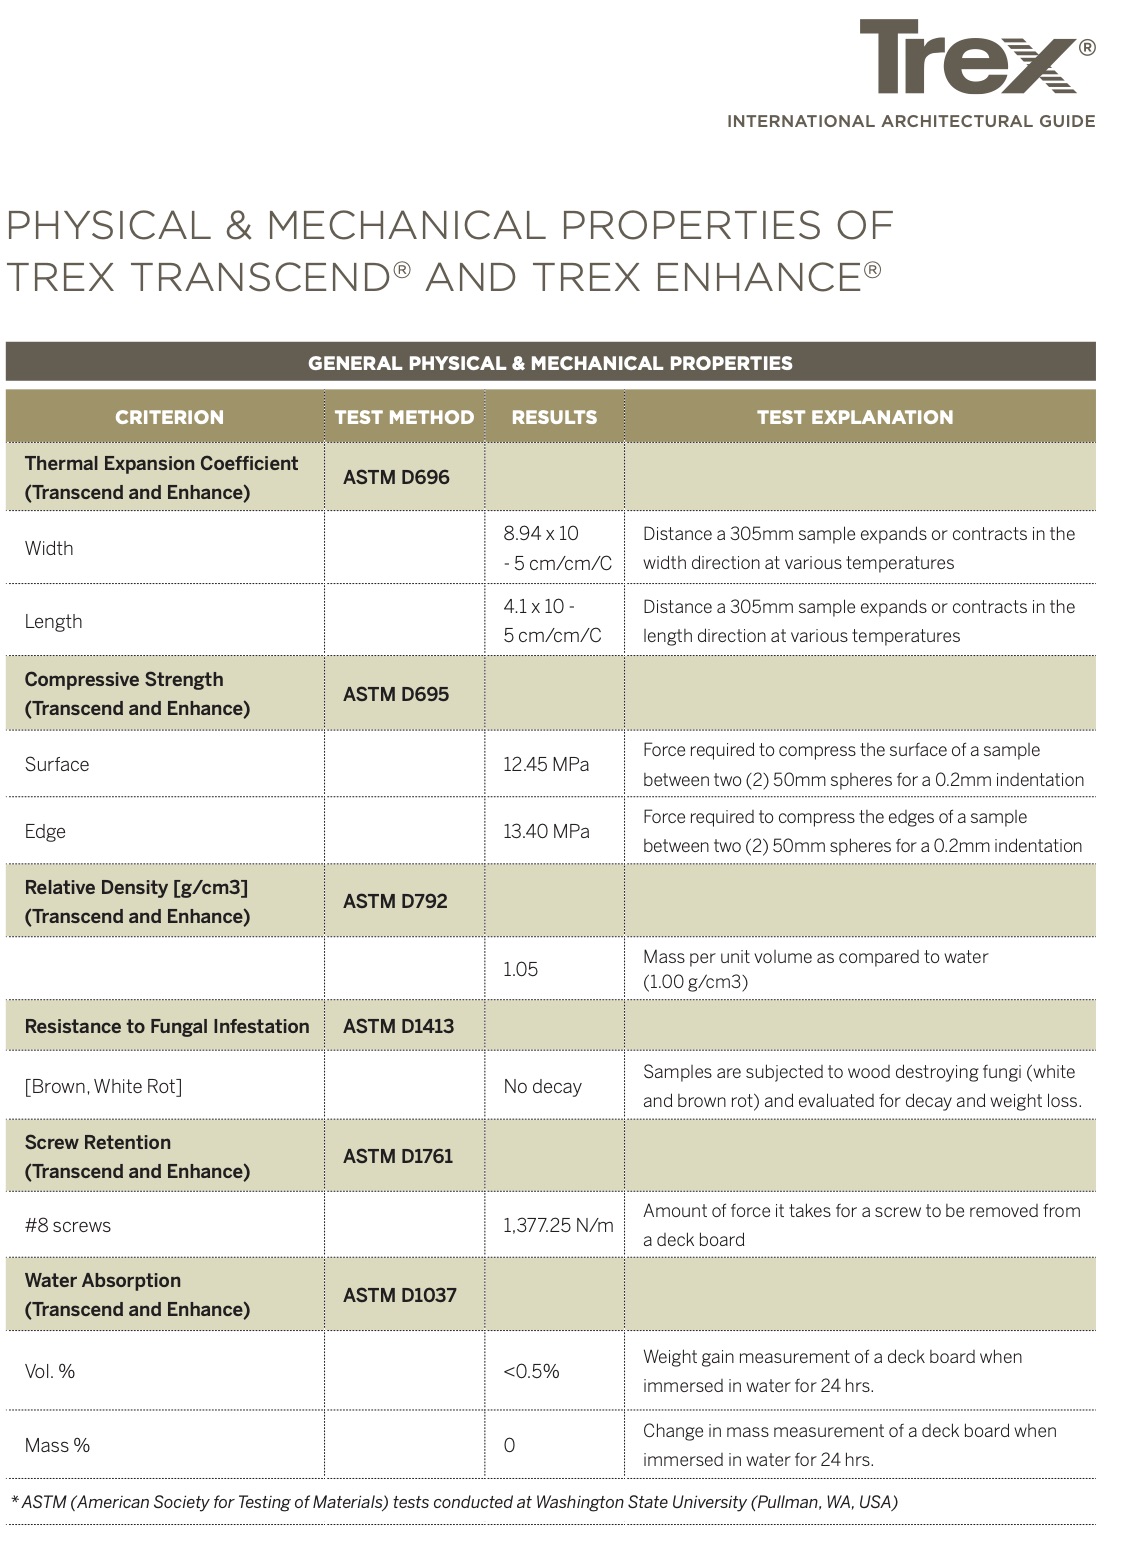 Trex®
INTERNATIONAL ARCHITECTURAL GUIDE
PHYSICAL & MECHANICAL PROPERTIES OF
TREX TRANSCEND® AND TREX ENHANCE®
GENERAL PHYSICAL & MECHANICAL PROPERTIES
CRITERION TEST METHOD RESULTS TEST EXPLANATION
Thermal Expansion Coefficient
(Transcend and Enhance)
ASTM D696
Width
8.94 x 10
- 5 cm/cm/C
Distance a 305mm sample expands or contracts in the
width direction at various temperatures
Length
4.1 x 10 -
5 cm/cm/C
Distance a 305mm sample expands or contracts in the
length direction at various temperatures
Compressive Strength
(Transcend and Enhance)
ASTM D695
Surface
12.45 MPa
Force required to compress the surface of a sample
between two (2) 50mm spheres for a 0.2mm indentation
Edge
13.40 MPa
Force required to compress the edges of a sample
between two (2) 50mm spheres for a 0.2mm indentation
Relative Density [g/cm3]
(Transcend and Enhance)
ASTM D792
1.05
Mass per unit volume as compared to water
(1.00 g/cm3)
Resistance to Fungal Infestation
ASTM D1413
[Brown, White Rot]
No decay
Samples are subjected to wood destroying fungi (white
and brown rot) and evaluated for decay and weight loss.
Screw Retention
(Transcend and Enhance)
ASTM D1761
#8 screws
1,377.25 N/m
Amount of force it takes for a screw to be removed from
a deck board
Water Absorption
(Transcend and Enhance)
ASTM D1037
Vol. %
<0.5%
Weight gain measurement of a deck board when
immersed in water for 24 hrs.
Mass %
0
Change in mass measurement of a deck board when
immersed in water for 24 hrs.
* ASTM (American Society for Testing of Materials) tests conducted at Washington State University (Pullman, WA, USA)